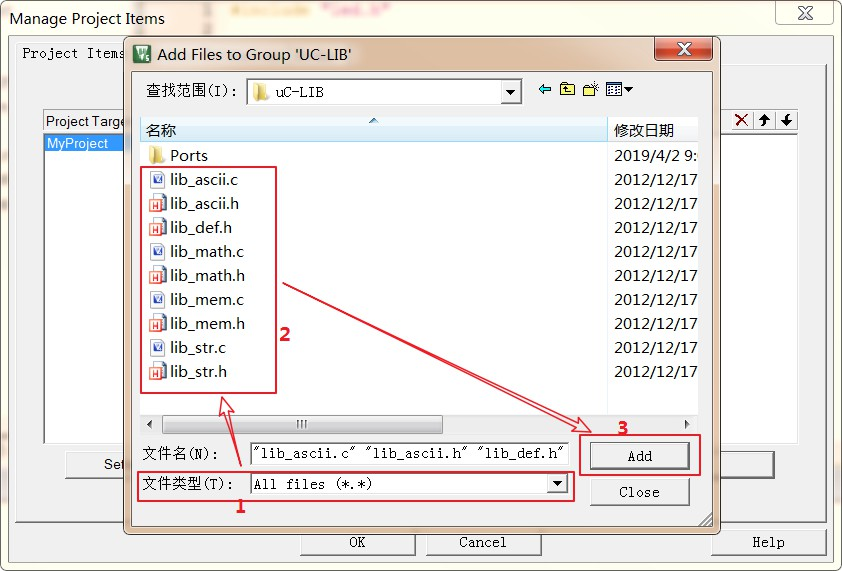 #include "led.h"
Manage Project Items
Project Items
Add Files to Group 'UC-LIB'
查找范围(I):
uC-LIB
Project Targe
MyProject
名称
修改日期
Ports
2019/4/2 9:
lib_ascii.c
2012/12/17
lib_ascii.h
2012/12/17
lib_def.h
2012/12/17
lib_math.c
2012/12/17
lib_math.h
2012/12/17
lib_mem.c
2012/12/17
lib_mem.h
2012/12/17
lib_str.c
2012/12/17
lib_str.h
2012/12/17
2
3
文件名(N):
"lib_ascii.c" "lib_ascii.h" "lib_def.h"
Add
Set
文件类型(T):
All files (*.*)
Close
1
OK
Cancel
Help